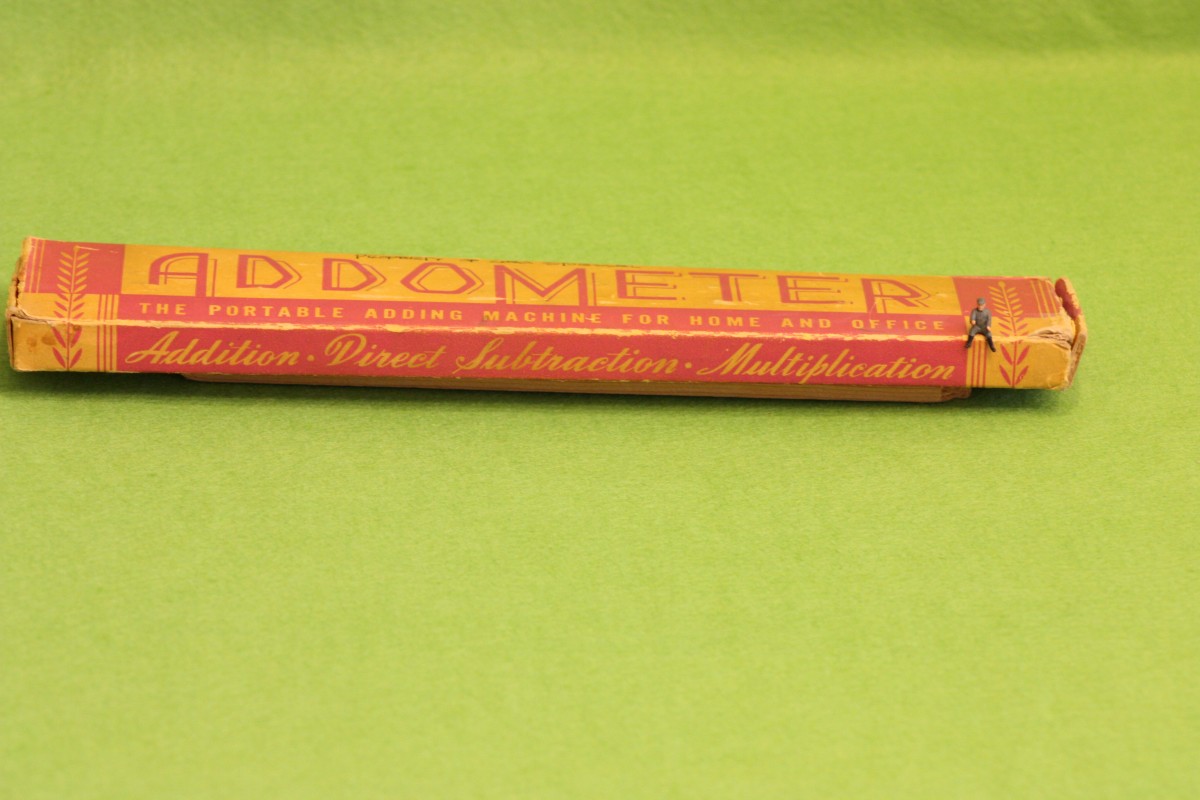 ADDOMETER
THE PORTABLE ADDING MACHINE FOR HOME AND OFFICE
Addition · Direct Subtraction · Multiplication